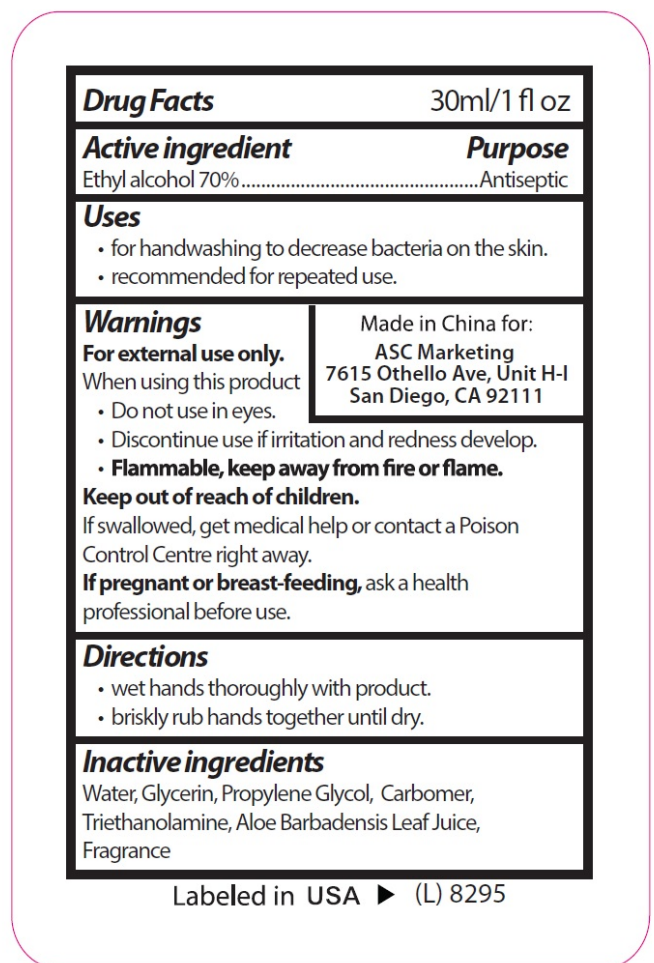 Drug Facts 30ml/1 fl oz
Active ingredient Purpose
Ethyl alcohol 70%................................................Antiseptic
Uses
• for handwashing to decrease bacteria on the skin.
• recommended for repeated use.
Warnings
For external use only.
When using this product
Made in China for:
ASC Marketing
7615 Othello Ave, Unit H-I
San Diego, CA 92111
• Do not use in eyes.
• Discontinue use if irritation and redness develop.
• Flammable, keep away from fire or flame.
Keep out of reach of children.
If swallowed, get medical help or contact a Poison
Control Centre right away.
If pregnant or breast-feeding, ask a health
professional before use.
Directions
• wet hands thoroughly with product.
• briskly rub hands together until dry.
Inactive ingredients
Water, Glycerin, Propylene Glycol, Carbomer,
Triethanolamine, Aloe Barbadensis Leaf Juice,
Fragrance
Labeled in USA ▶ (L) 8295